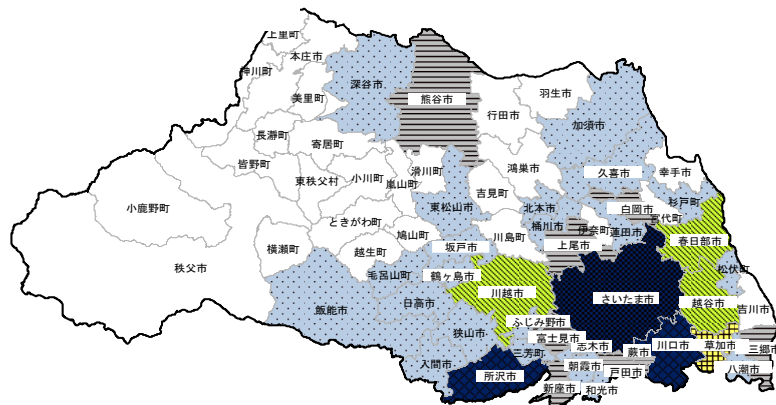 上里町
本庄市
神川町
美里町
深谷市
熊谷市
羽生市
行田市
加須市
長瀞町
寄居町
皆野町
東秩父村
小川町
嵐山町
滑川町
吉見町
鴻巣市
久喜市
幸手市
小鹿野町
東松山市
北本市
白岡市
杉戸町
宮代町
ときがわ町
鳩山町
川島町
桶川市
伊奈町
蓮田市
春日部市
横瀬町
越生町
坂戸市
上尾市
秩父市
毛呂山町
鶴ヶ島市
松伏町
飯能市
日高市
川越市
さいたま市
越谷市
吉川市
狭山市
ふじみ野市
富士見市
志木市
川口市
草加市
三郷市
入間市
三芳町
朝霞市
蕨市
戸田市
八潮市
所沢市
新座市
和光市